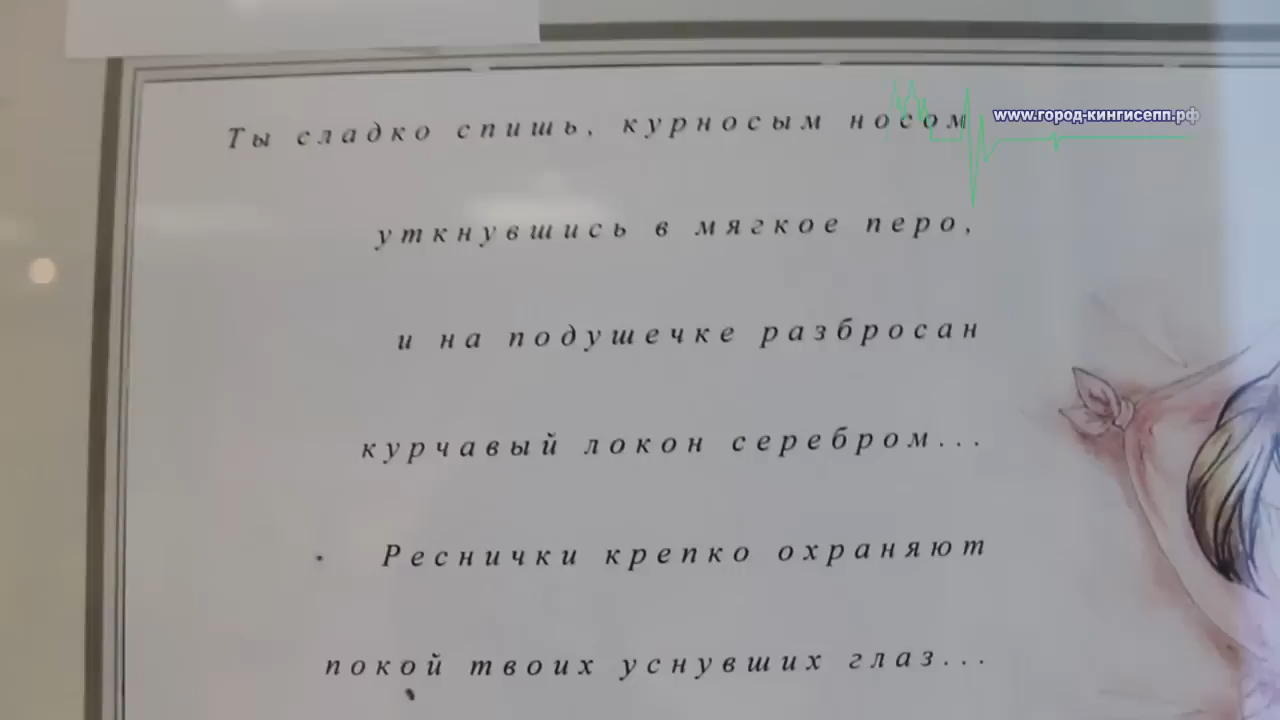 Ты сладко спишь, курносым носом
www.город-кингисепп.рф
уткнувшись в мягкое перо,
и на подушечке разбросан
курчавый локон серебром...
Реснички крепко охраняют
покой твоих уснувших глаз...